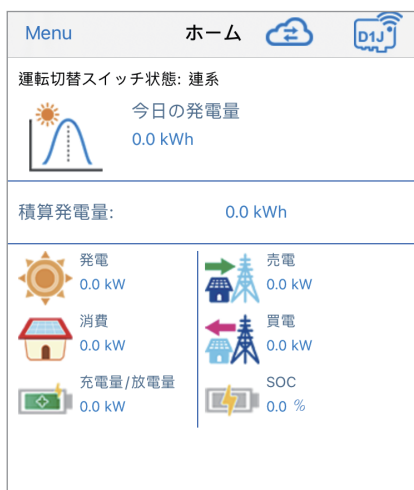 Menu ホーム D1J
運転切替スイッチ状態: 連系
今日の発電量
0.0 kWh
積算発電量: 0.0 kWh
発電 売電
0.0 kW 0.0 kW
消費 買電
0.0 kW 0.0 kW
充電量/放電量 SOC
0.0 kW 0.0 %